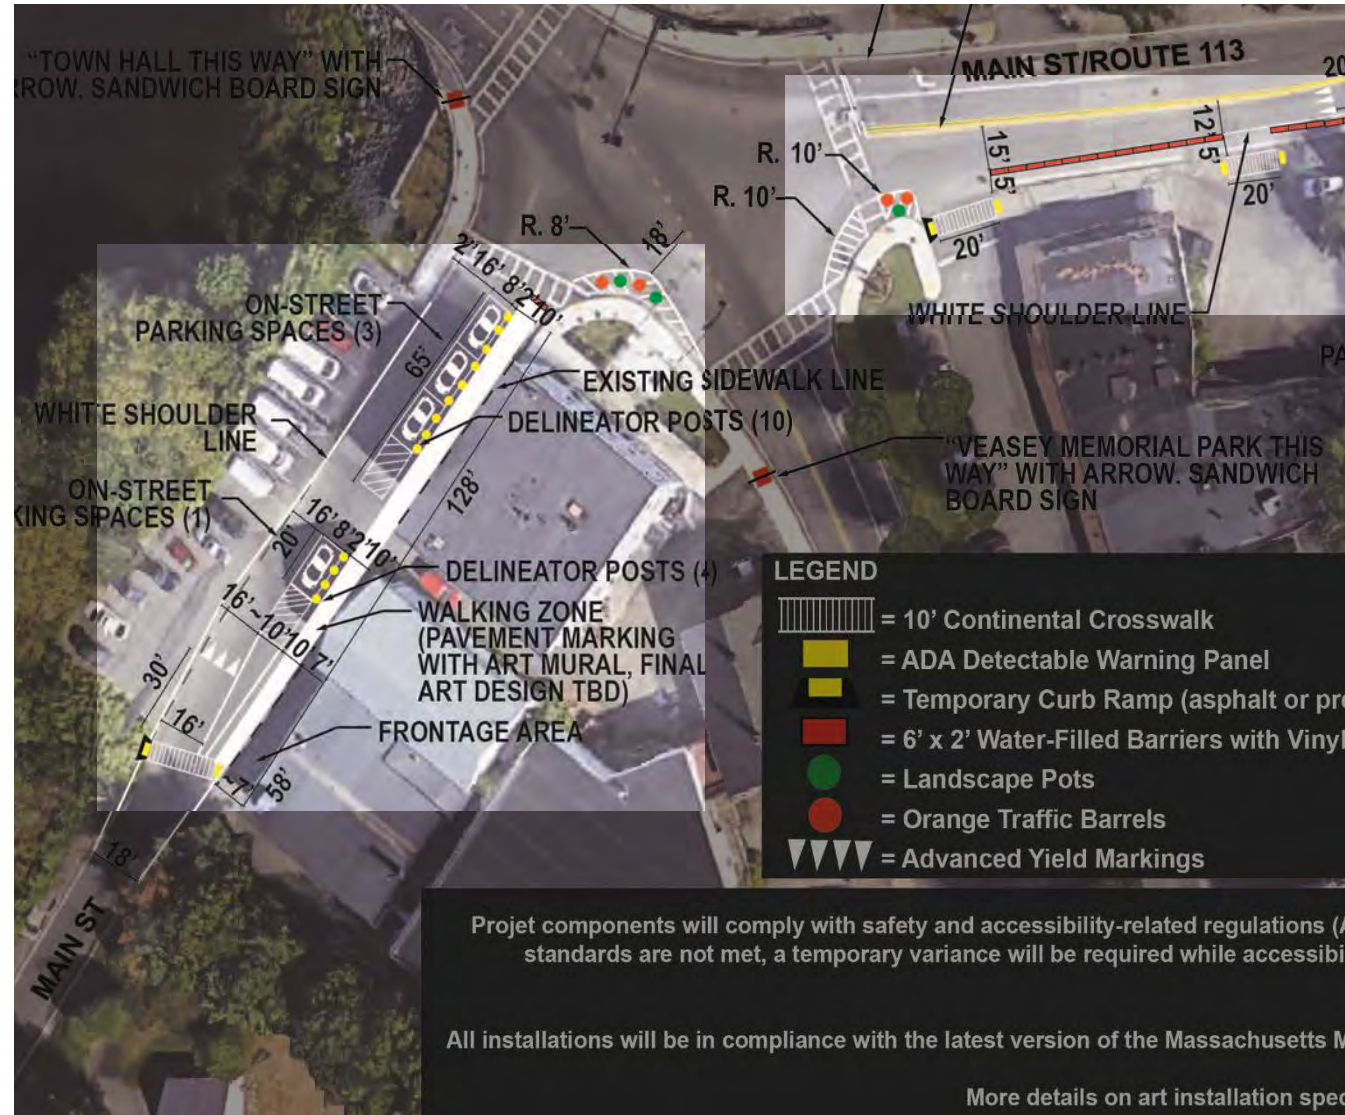 “TOWN HALL THIS WAY” WITH
RROW. SANDWICH BOARD SIGN
MAIN ST/ROUTE 113
20'
R. 10'
R. 10'
15'
5'
12'
5'
20'
20'
WHITE SHOULDER LINE
PA
R. 8'
18'
2' 16' 8' 2' 10'
ON-STREET
PARKING SPACES (3)
65'
EXISTING SIDEWALK LINE
DELINEATOR POSTS (10)
WHITE SHOULDER
LINE
128'
“VEASEY MEMORIAL PARK THIS
WAY” WITH ARROW. SANDWICH
BOARD SIGN
ON-STREET
KING SPACES (1)
20'
16' 8' 2' 10'
DELINEATOR POSTS (4)
16' ~10' 10' 7'
WALKING ZONE
(PAVEMENT MARKING
WITH ART MURAL, FINAL
ART DESIGN TBD)
30'
16'
FRONTAGE AREA
~7'
58'
18'
MAIN ST
LEGEND
= 10' Continental Crosswalk
= ADA Detectable Warning Panel
= Temporary Curb Ramp (asphalt or pre
= 6' x 2' Water-Filled Barriers with Vinyl
= Landscape Pots
= Orange Traffic Barrels
= Advanced Yield Markings
Projet components will comply with safety and accessibility-related regulations (A
standards are not met, a temporary variance will be required while accessibi
All installations will be in compliance with the latest version of the Massachusetts M
More details on art installation spec